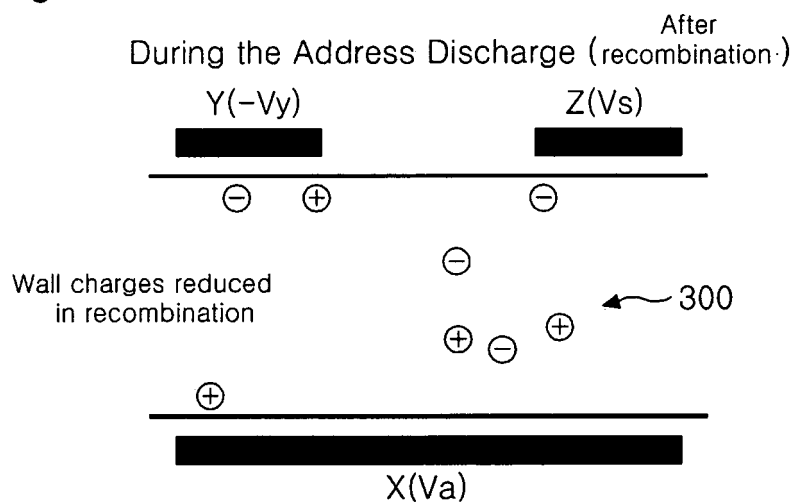 During the Address Discharge (After recombination.)
Y(-Vy)
Z(Vs)
⊖ ⊕ ⊖
⊖
Wall charges reduced
in recombination
300
⊕ ⊖ ⊕
⊕
X(Va)